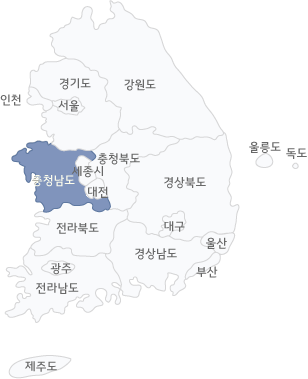 경기도
강원도
인천
서울
울릉도
독도
충청북도
세종시
충청남도
경상북도
대전
전라북도
대구
울산
경상남도
광주
부산
전라남도
제주도